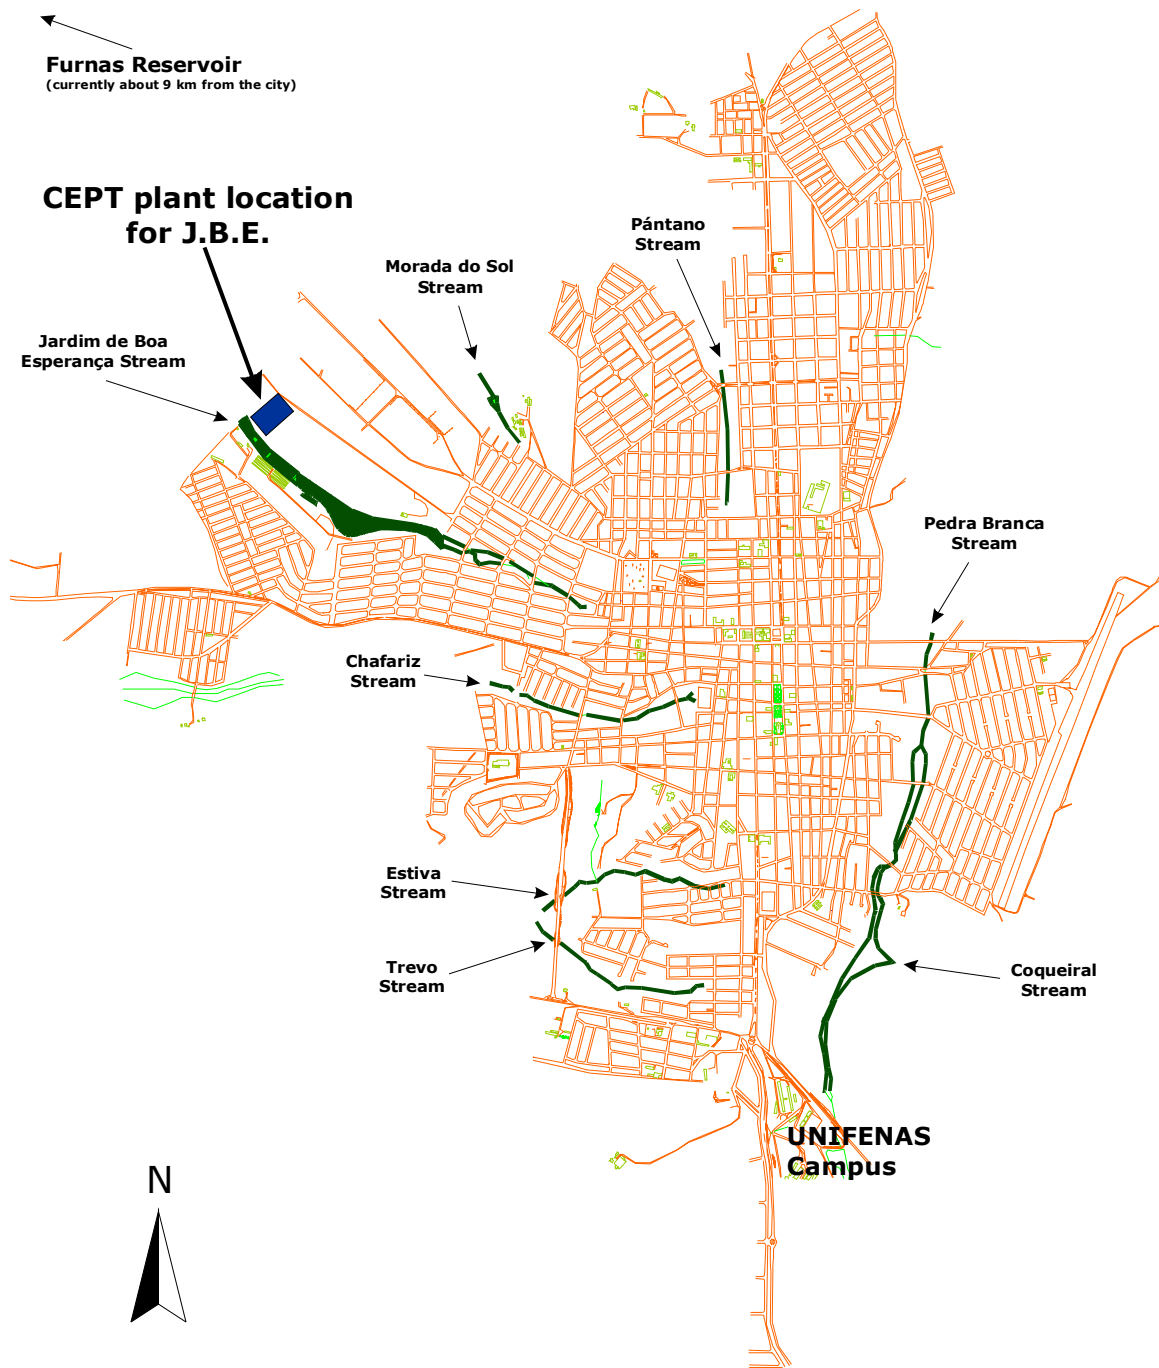 Furnas Reservoir
(currently about 9 km from the city)
CEPT plant location
for J.B.E.
Pántano
Stream
Morada do Sol
Stream
Jardim de Boa
Esperança Stream
Pedra Branca
Stream
Chafariz
Stream
Estiva
Stream
Trevo
Stream
Coqueiral
Stream
UNIFENAS
Campus
N